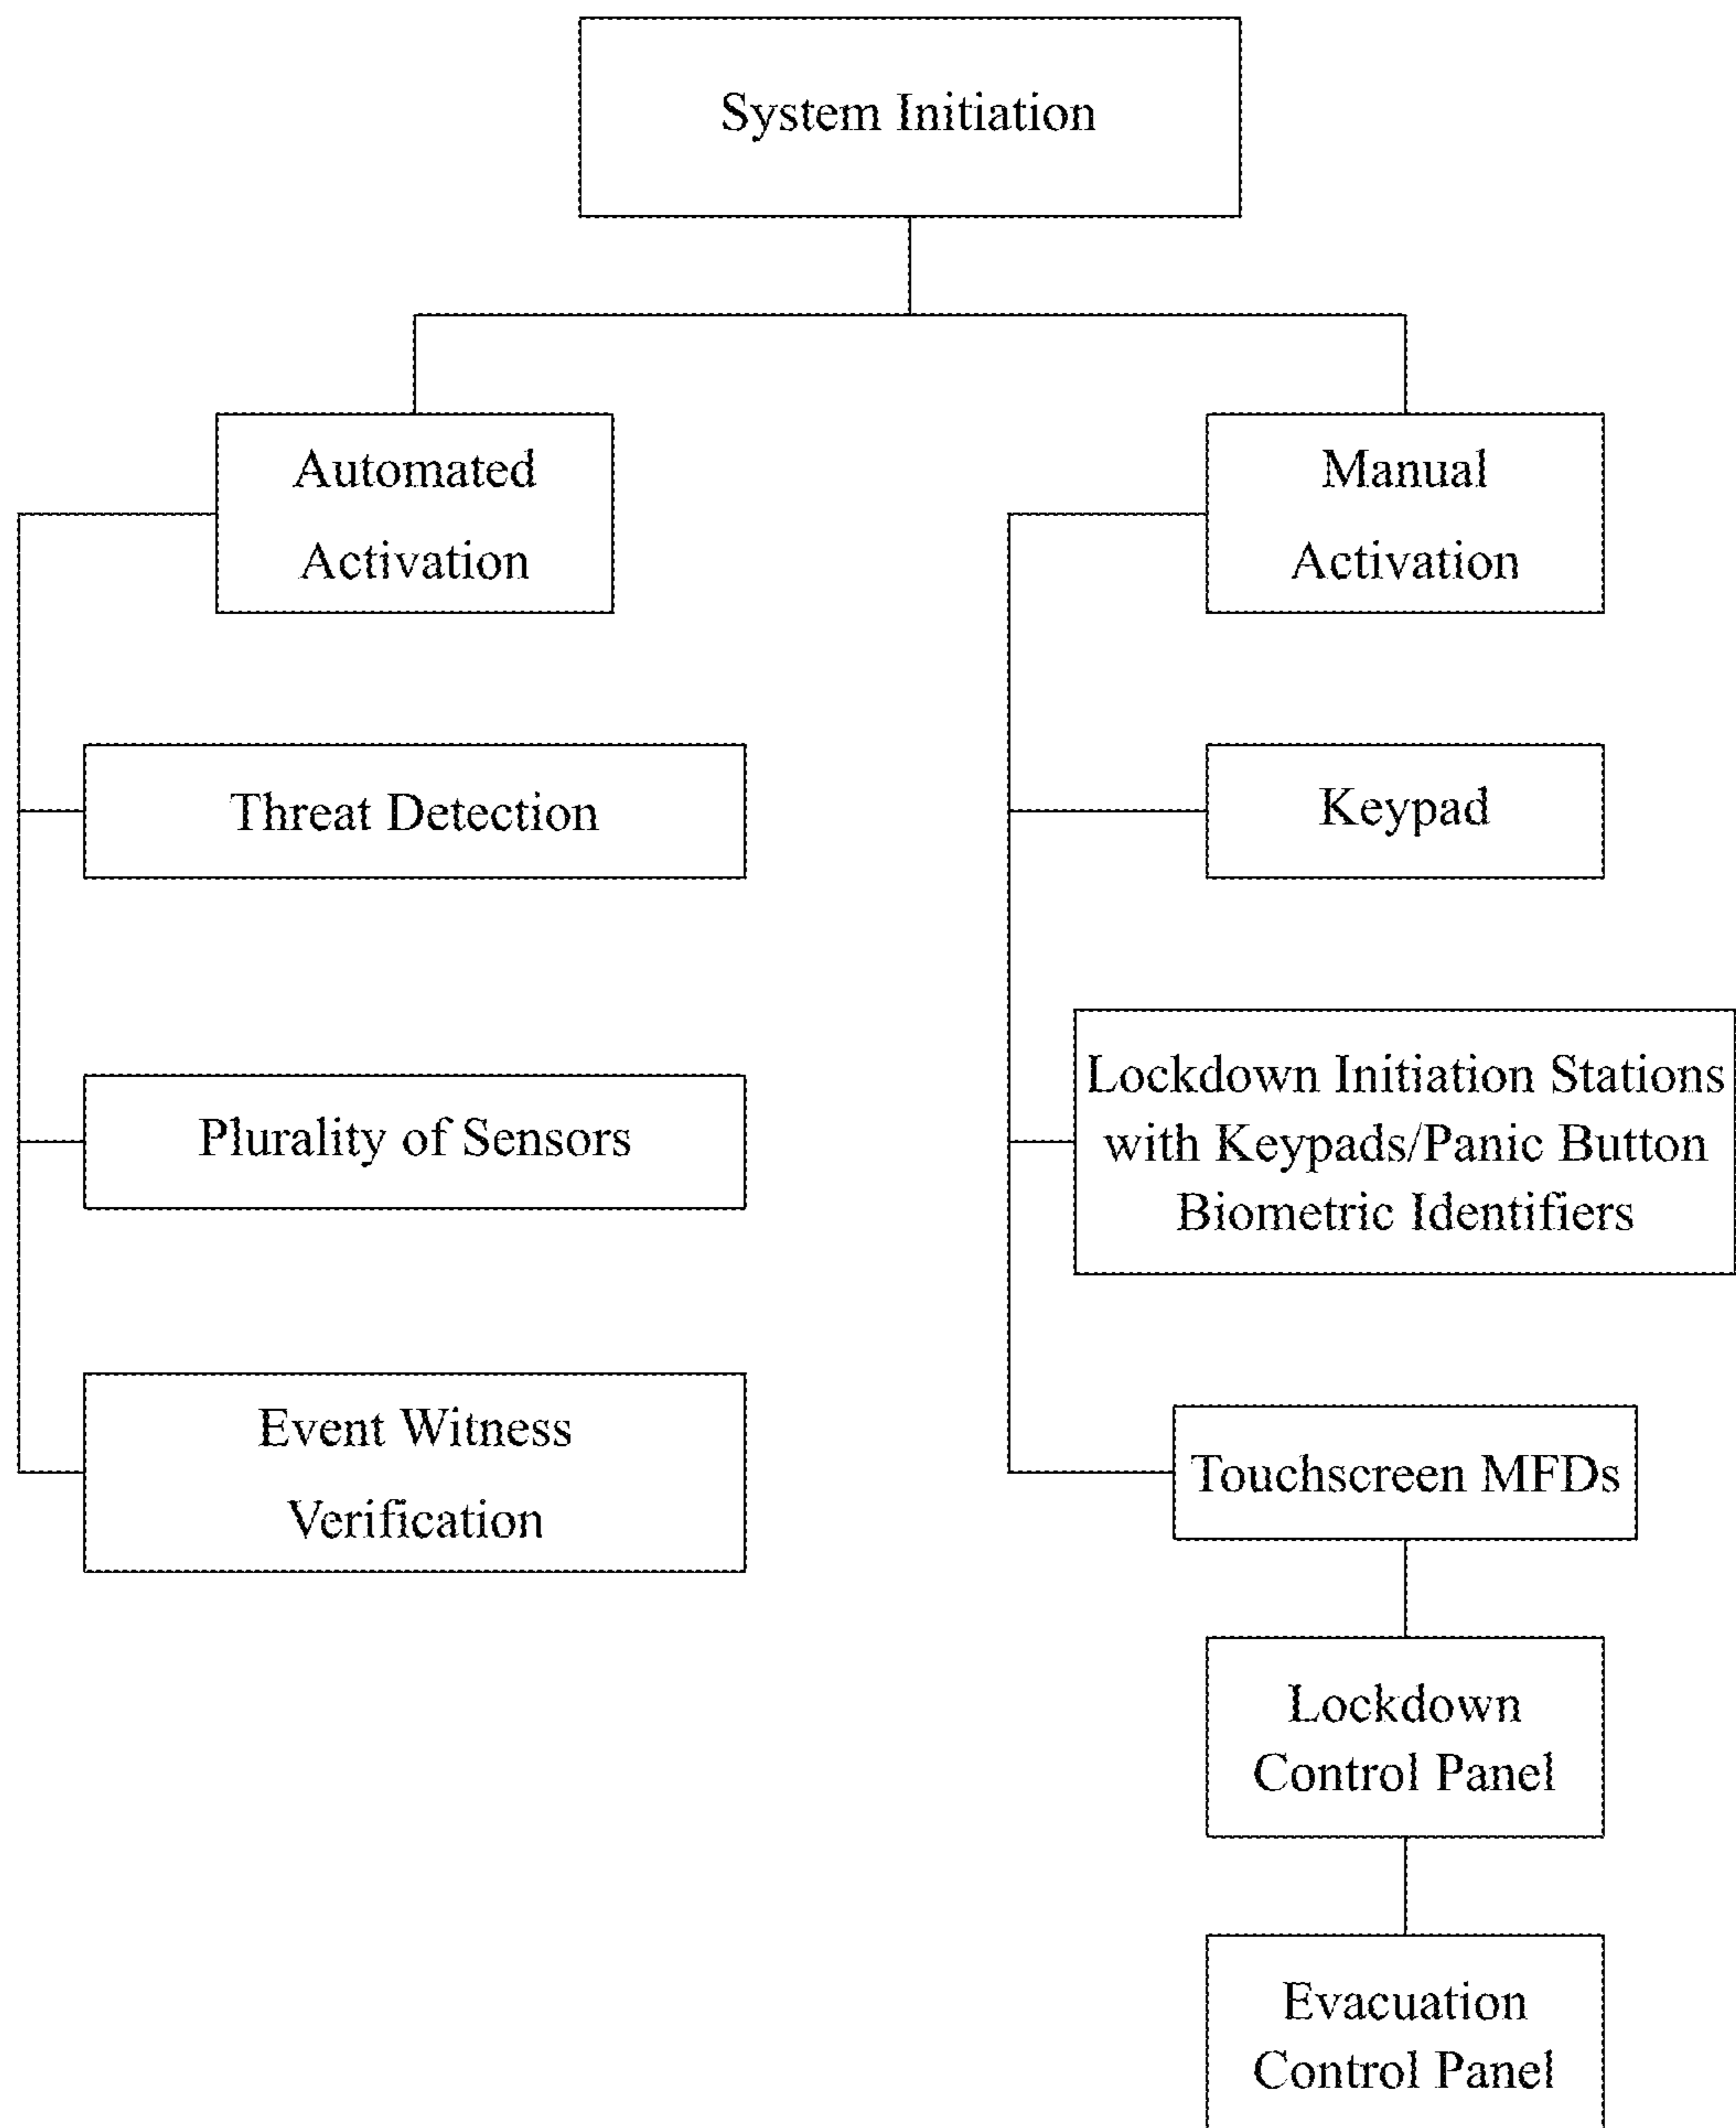 System Initiation
Automated
Activation
Manual
Activation
Threat Detection
Keypad
Plurality of Sensors
Lockdown Initiation Stations
with Keypads/Panic Button
Biometric Identifiers
Event Witness
Verification
Touchscreen MFDs
Lockdown
Control Panel
Evacuation
Control Panel